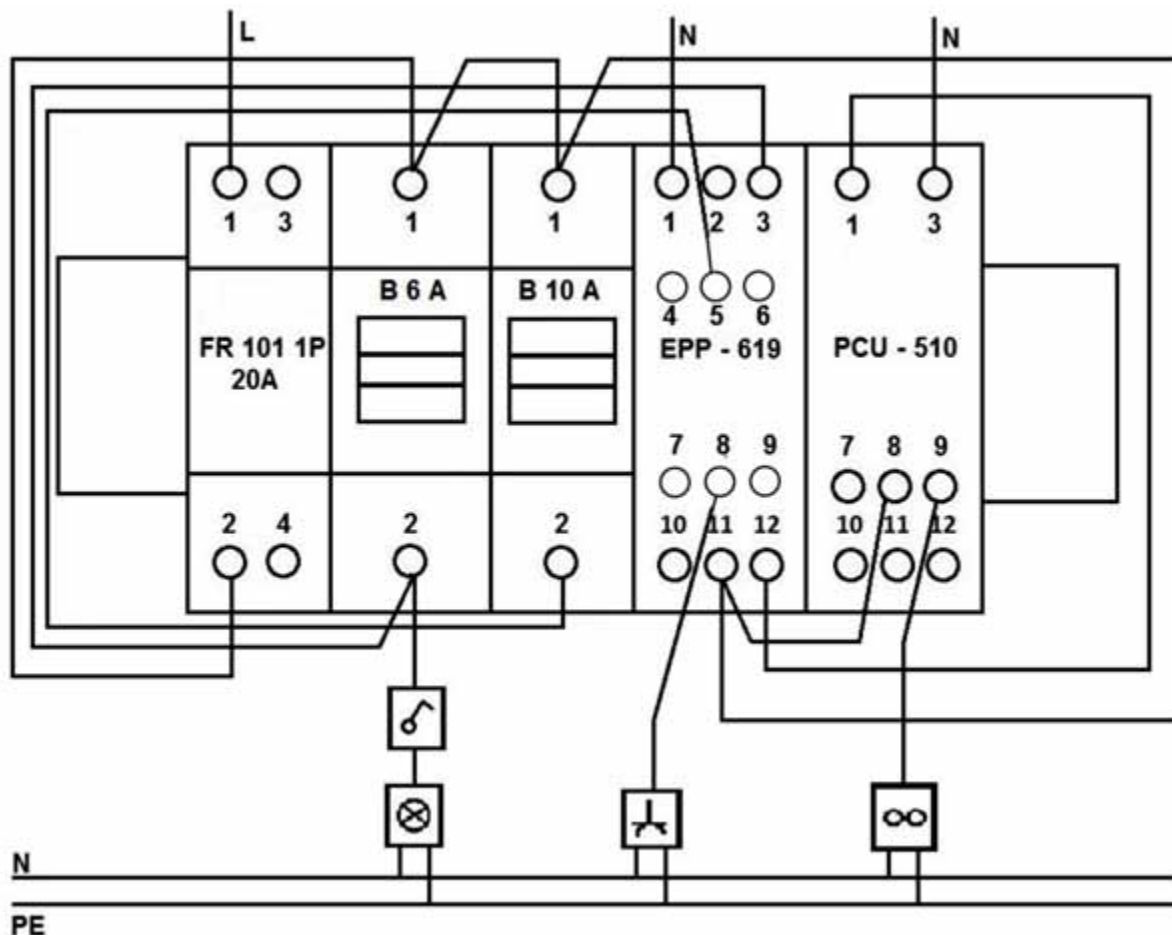 L N N
1 3 1 1 1 2 3 1 3
4 5 6
B 6 A B 10 A
FR 101 1P
20A
EPP - 619 PCU - 510
7 8 9 7 8 9
2 4 2 2 10 11 12 10 11 12
N
PE